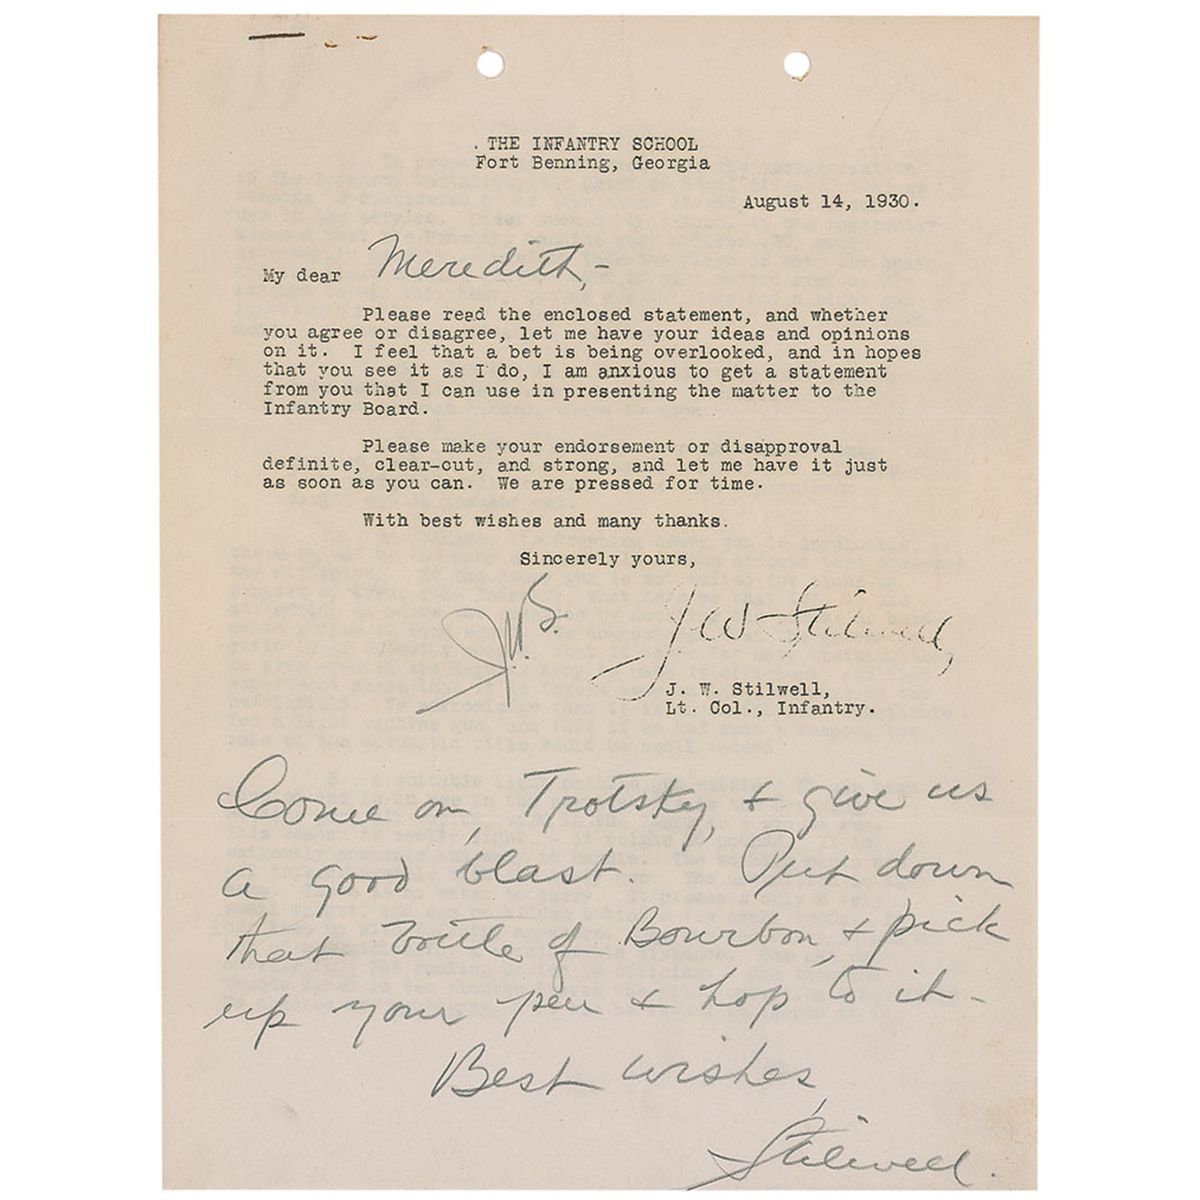 . THE INFANTRY SCHOOL
Fort Benning, Georgia
August 14, 1930.
My dear Meredith,-
Please read the enclosed statement, and whether
you agree or disagree, let me have your ideas and opinions
on it. I feel that a bet is being overlooked, and in hopes
that you see it as I do, I am anxious to get a statement
from you that I can use in presenting the matter to the
Infantry Board.
Please make your endorsement or disapproval
definite, clear-cut, and strong, and let me have it just
as soon as you can. We are pressed for time.
With best wishes and many thanks.
Sincerely yours,
J.W.S. J W Stilwell,
J. W. Stilwell,
Lt. Col., Infantry.
Come on, Trotsky, + give us
a good blast. Put down
that bottle of Bourbon, + pick
up your pen + hop to it-
Best wishes,
Stilwell.